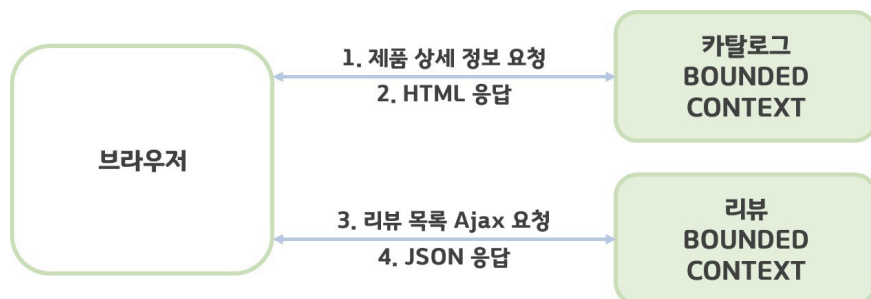 브라우저
1. 제품 상세 정보 요청
2. HTML 응답
카탈로그
BOUNDED
CONTEXT
3. 리뷰 목록 Ajax 요청
4. JSON 응답
리뷰
BOUNDED
CONTEXT